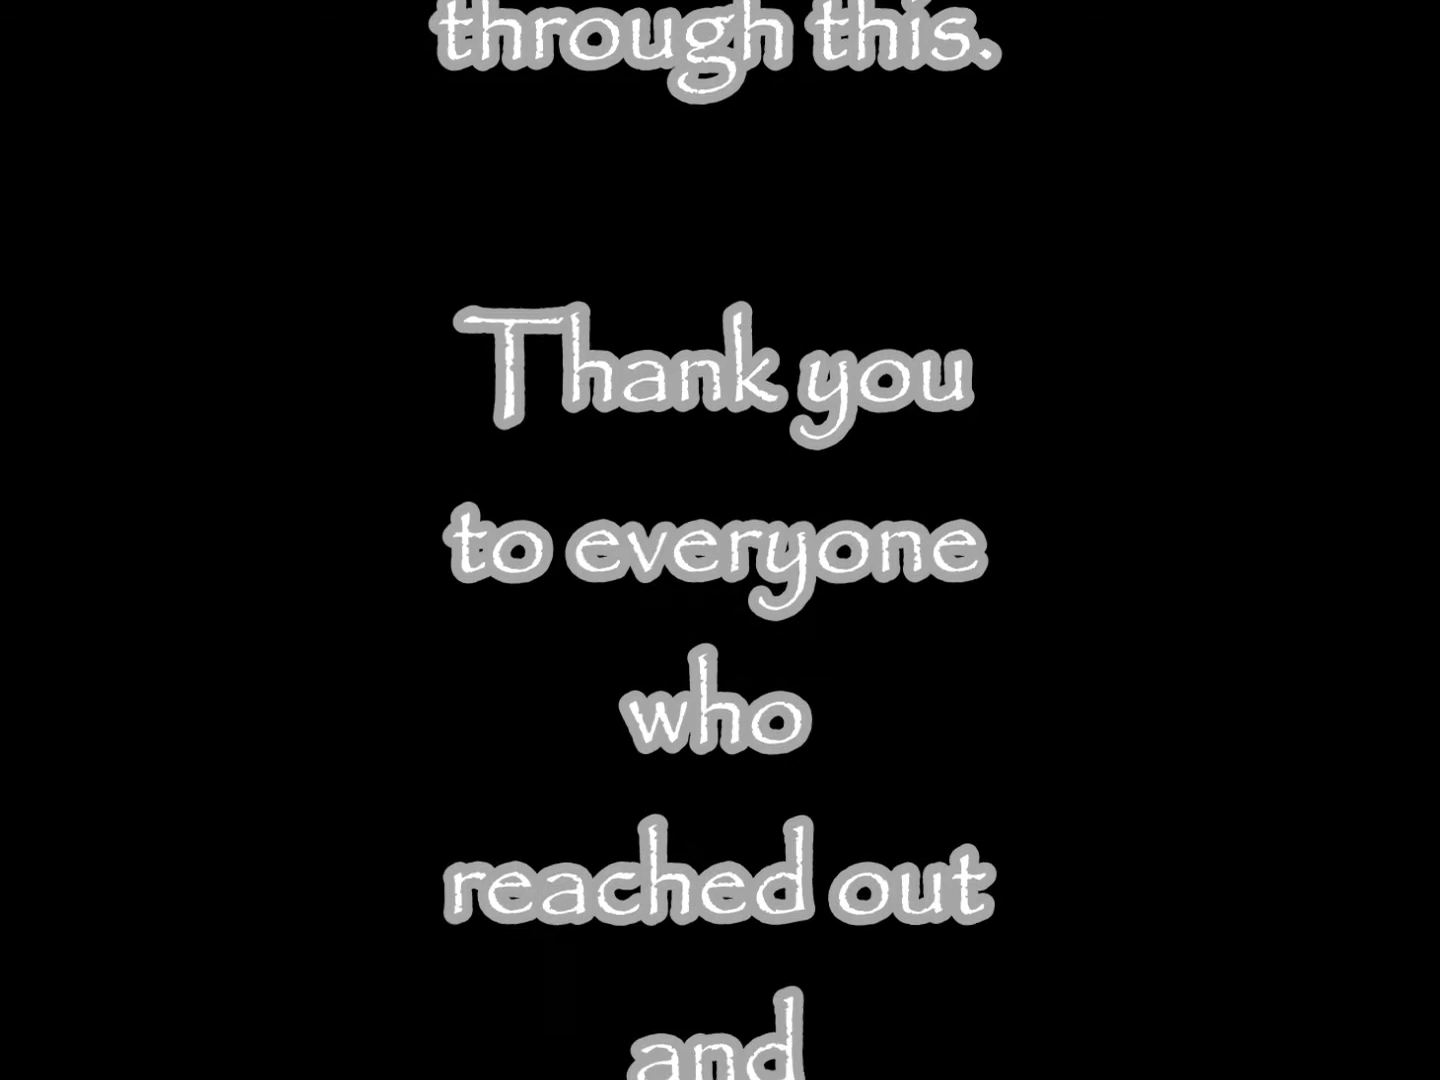 through this.
Thank you
to everyone
who
reached out
and